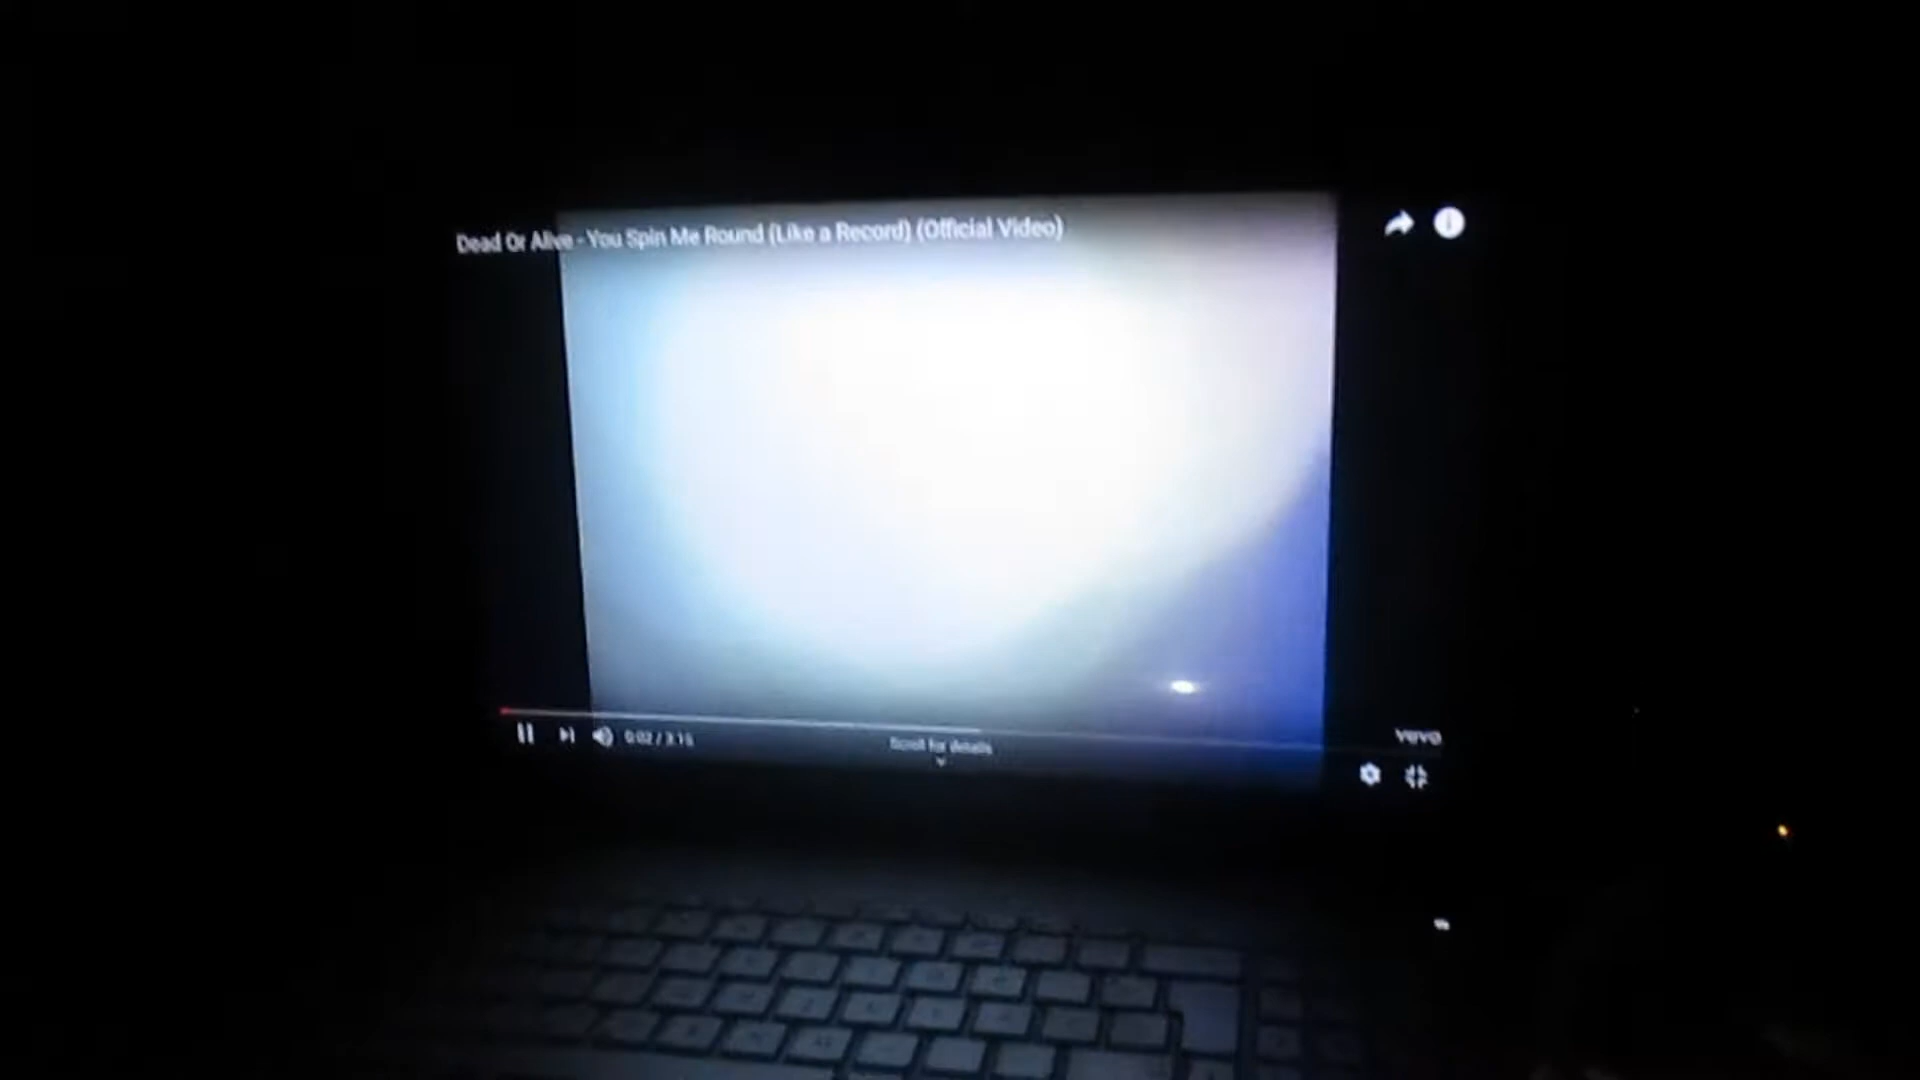 Dead Or Alive - You Spin Me Round (Like a Record) (Official Video)
0:02 / 3:15
Scroll for details
vevo